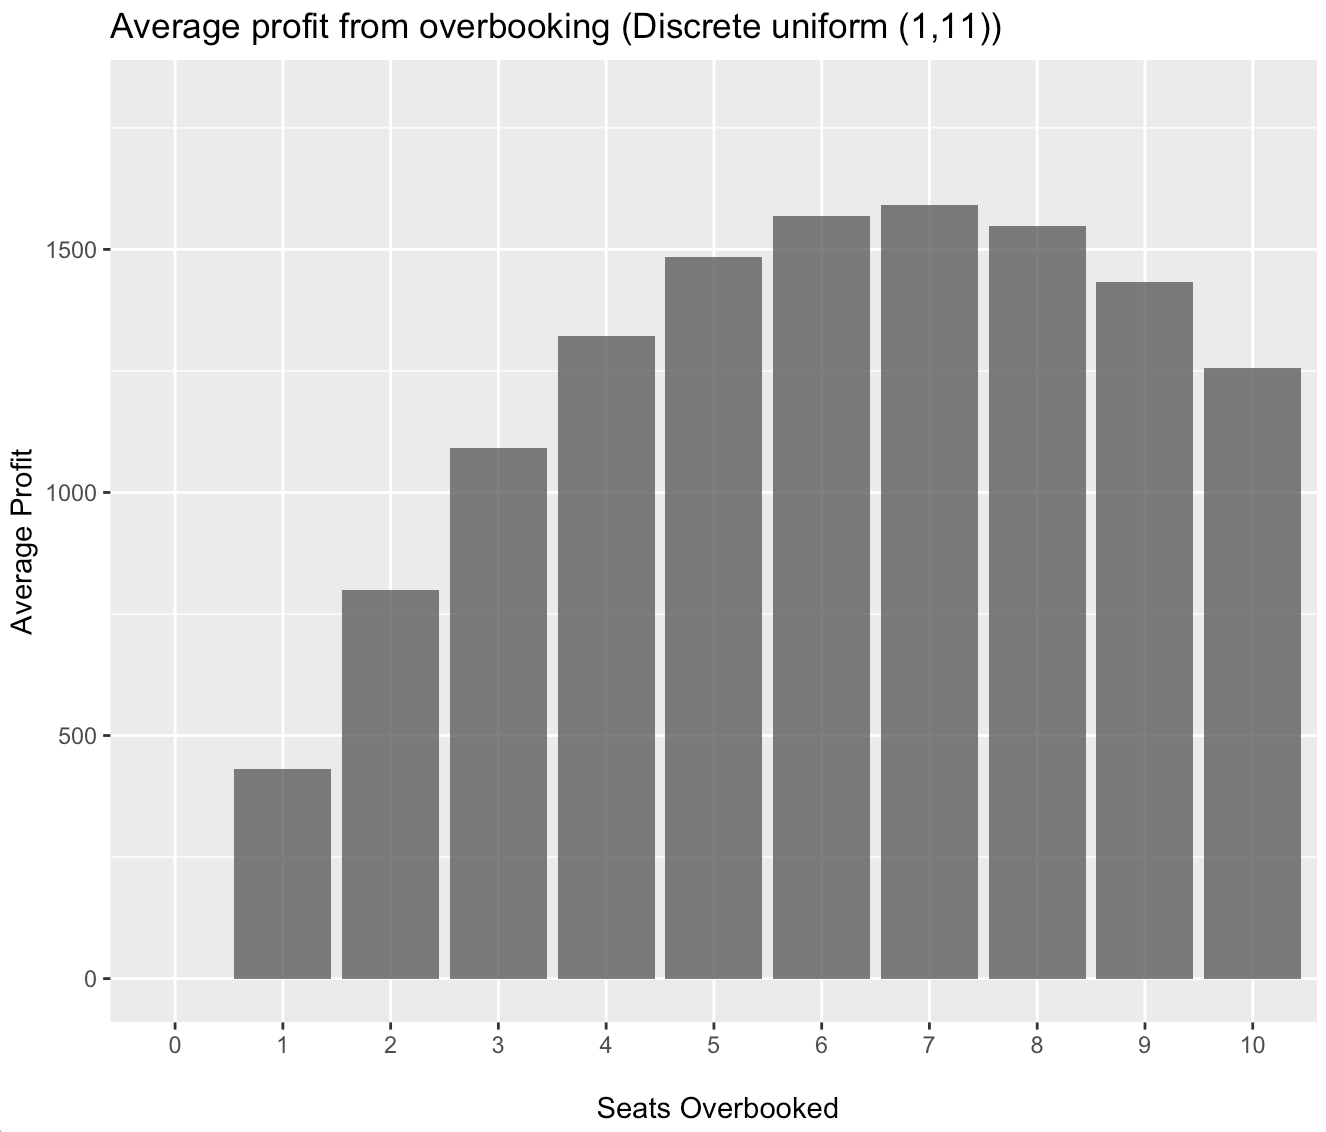 Average profit from overbooking (Discrete uniform (1,11))
Average Profit
1500
1000
500
0
0 1 2 3 4 5 6 7 8 9 10
Seats Overbooked